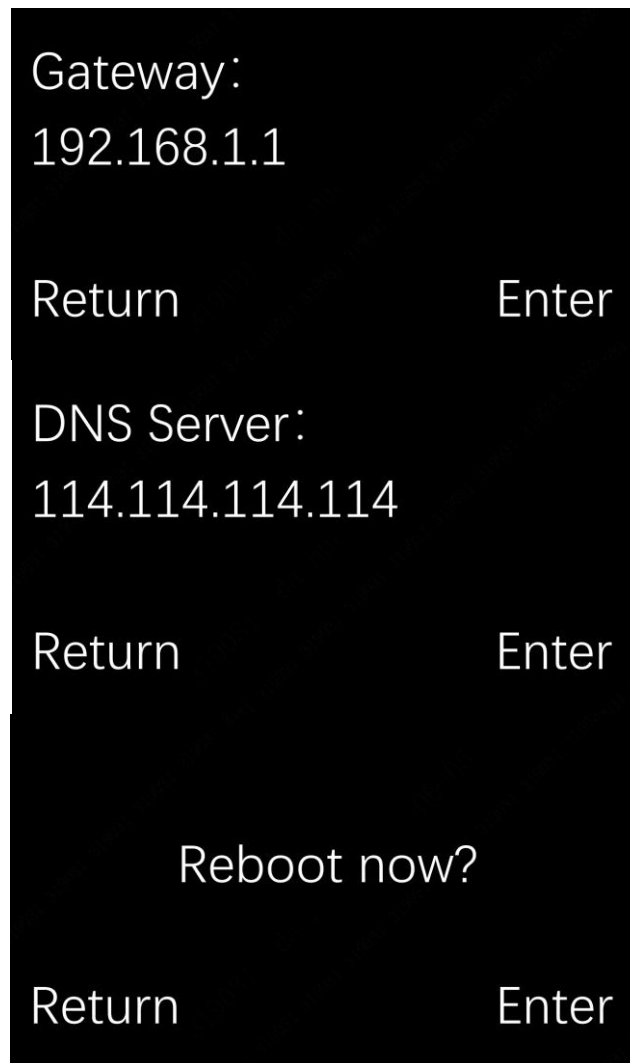 Gateway:
192.168.1.1
Return Enter
DNS Server:
114.114.114.114
Return Enter
Reboot now?
Return Enter